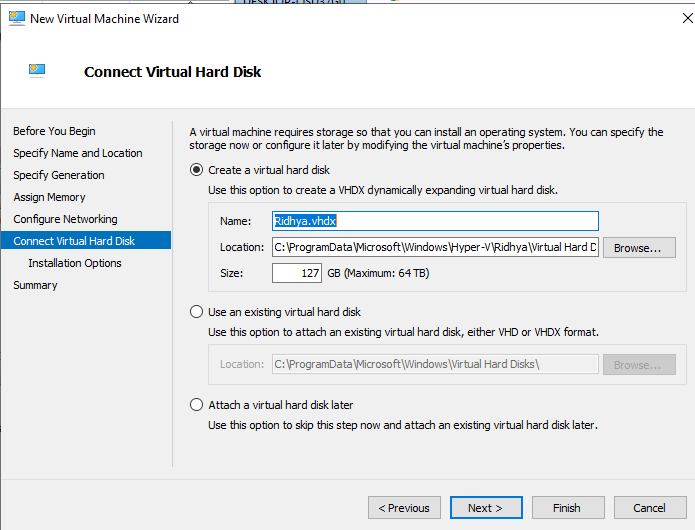 New Virtual Machine Wizard
Connect Virtual Hard Disk
Before You Begin
Specify Name and Location
Specify Generation
Assign Memory
Configure Networking
Connect Virtual Hard Disk
Installation Options
Summary
A virtual machine requires storage so that you can install an operating system. You can specify the
storage now or configure it later by modifying the virtual machine's properties.
Create a virtual hard disk
Use this option to create a VHDX dynamically expanding virtual hard disk.
Name: Ridhya.vhdx
Location: C:\ProgramData\Microsoft\Windows\Hyper-V\Ridhya\Virtual Hard D Browse...
Size: 127 GB (Maximum: 64 TB)
Use an existing virtual hard disk
Use this option to attach an existing virtual hard disk, either VHD or VHDX format.
Location: C:\ProgramData\Microsoft\Windows\Virtual Hard Disks\ Browse...
Attach a virtual hard disk later
Use this option to skip this step now and attach an existing virtual hard disk later.
< Previous Next > Finish Cancel